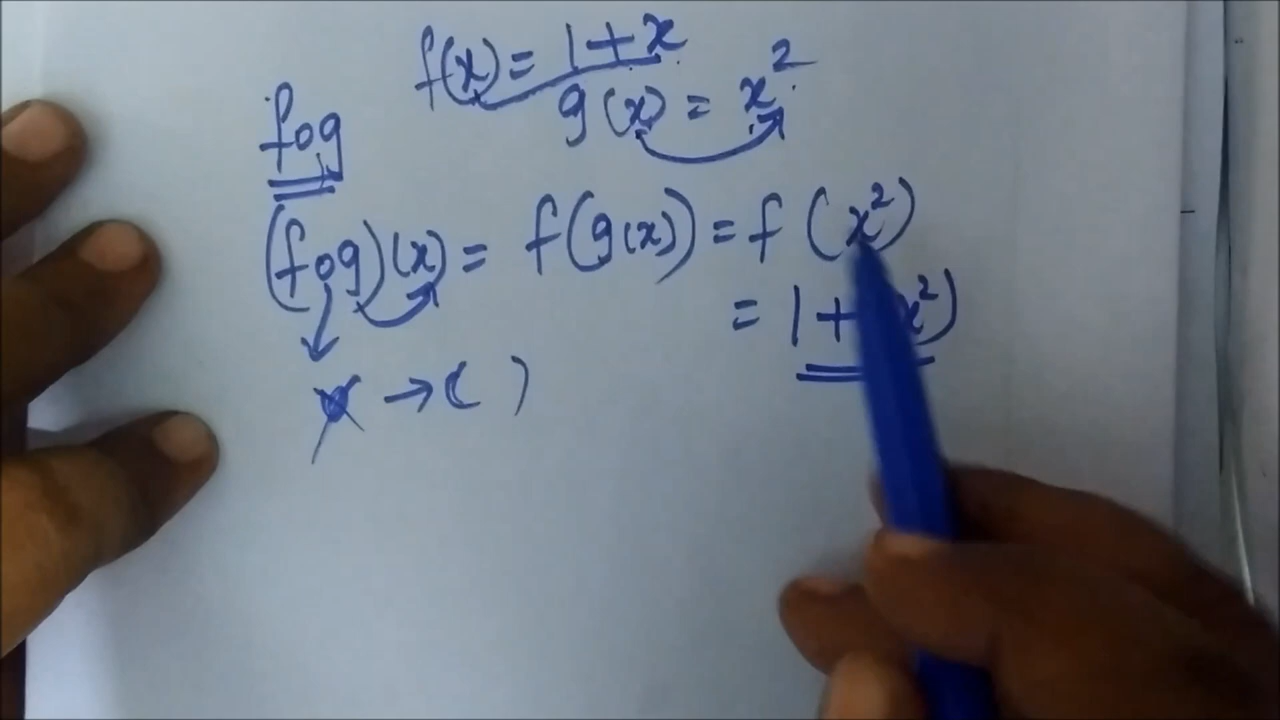 f(x) = 1+x
g(x) = x²
fog
(fog)(x) = f(g(x)) = f(x²)
= 1+(x²)
x → ( )